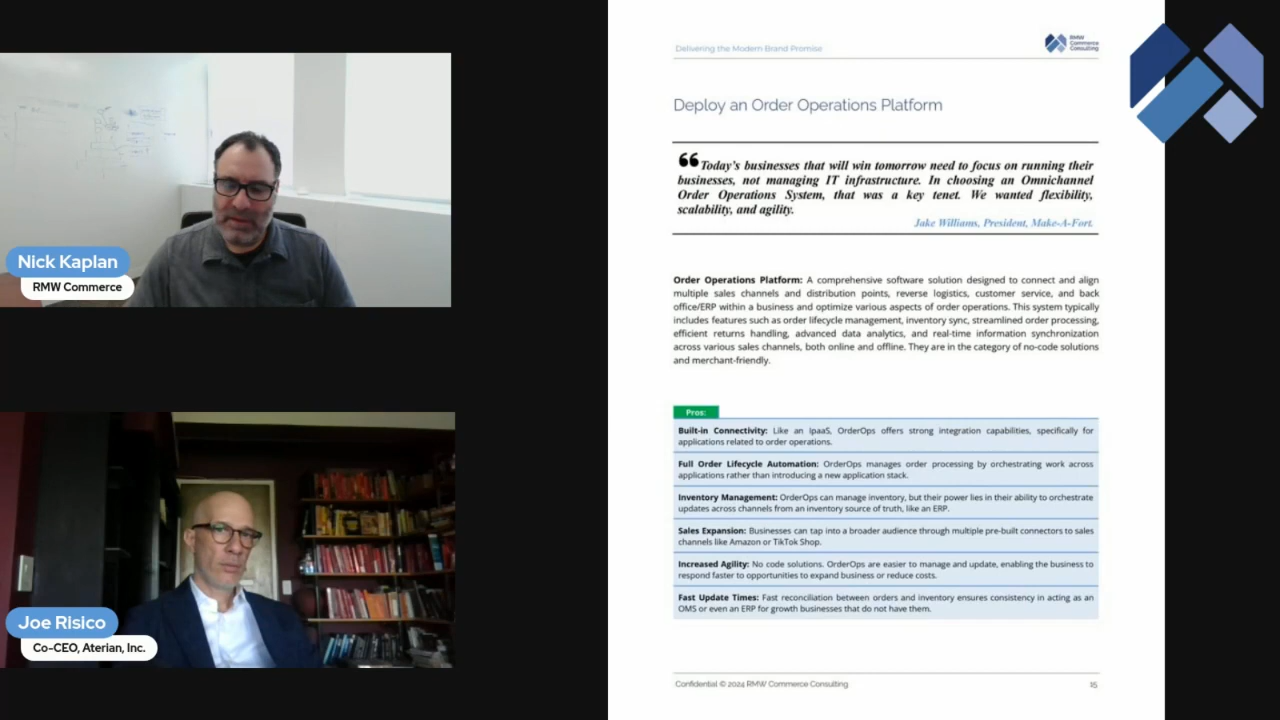 Nick Kaplan
RMW Commerce
Joe Risico
Co-CEO, Aterian, Inc.
Delivering the Modern Brand Promise
RMW
Commerce
Consulting
Deploy an Order Operations Platform
“Today's businesses that will win tomorrow need to focus on running their
businesses, not managing IT infrastructure. In choosing an Omnichannel
Order Operations System, that was a key tenet. We wanted flexibility,
scalability, and agility.
Jake Williams, President, Make-A-Fort.
Order Operations Platform: A comprehensive software solution designed to connect and align
multiple sales channels and distribution points, reverse logistics, customer service, and back
office/ERP within a business and optimize various aspects of order operations. This system typically
includes features such as order lifecycle management, inventory sync, streamlined order processing,
efficient returns handling, advanced data analytics, and real-time information synchronization
across various sales channels, both online and offline. They are in the category of no-code solutions
and merchant-friendly.
Pros:
Built-in Connectivity: Like an IpaaS, OrderOps offers strong integration capabilities, specifically for
applications related to order operations.
Full Order Lifecycle Automation: OrderOps manages order processing by orchestrating work across
applications rather than introducing a new application stack.
Inventory Management: OrderOps can manage inventory, but their power lies in their ability to orchestrate
updates across channels from an inventory source of truth, like an ERP.
Sales Expansion: Businesses can tap into a broader audience through multiple pre-built connectors to sales
channels like Amazon or TikTok Shop.
Increased Agility: No code solutions. OrderOps are easier to manage and update, enabling the business to
respond faster to opportunities to expand business or reduce costs.
Fast Update Times: Fast reconciliation between orders and inventory ensures consistency in acting as an
OMS or even an ERP for growth businesses that do not have them.
Confidential © 2024 RMW Commerce Consulting
15